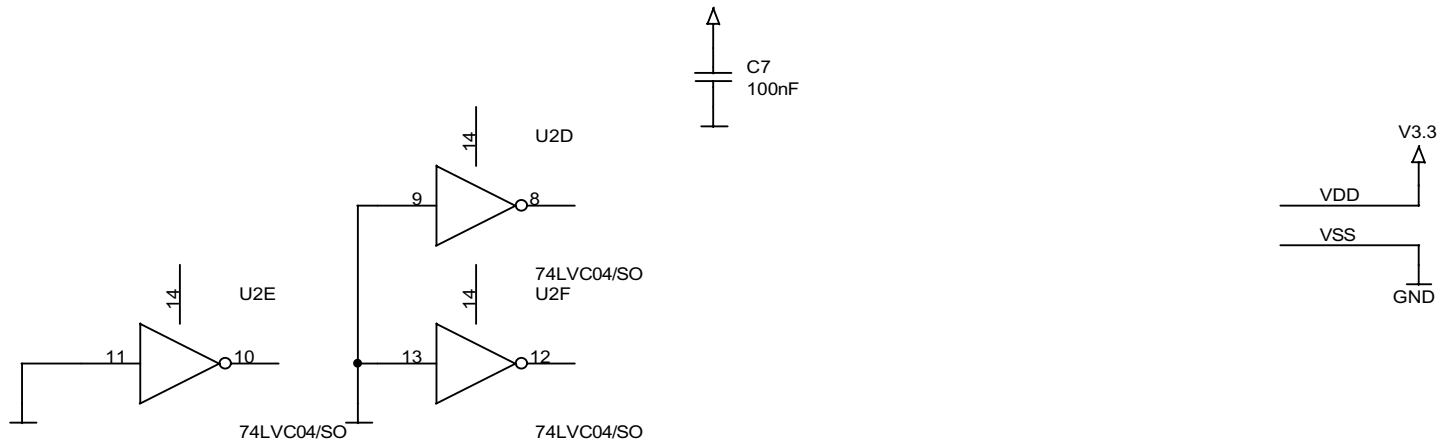 C7
100nF
14
U2D
V3.3
9
8
VDD
VSS
74LVC04/SO
14
U2E
14
U2F
GND
11
10
13
12
74LVC04/SO
74LVC04/SO